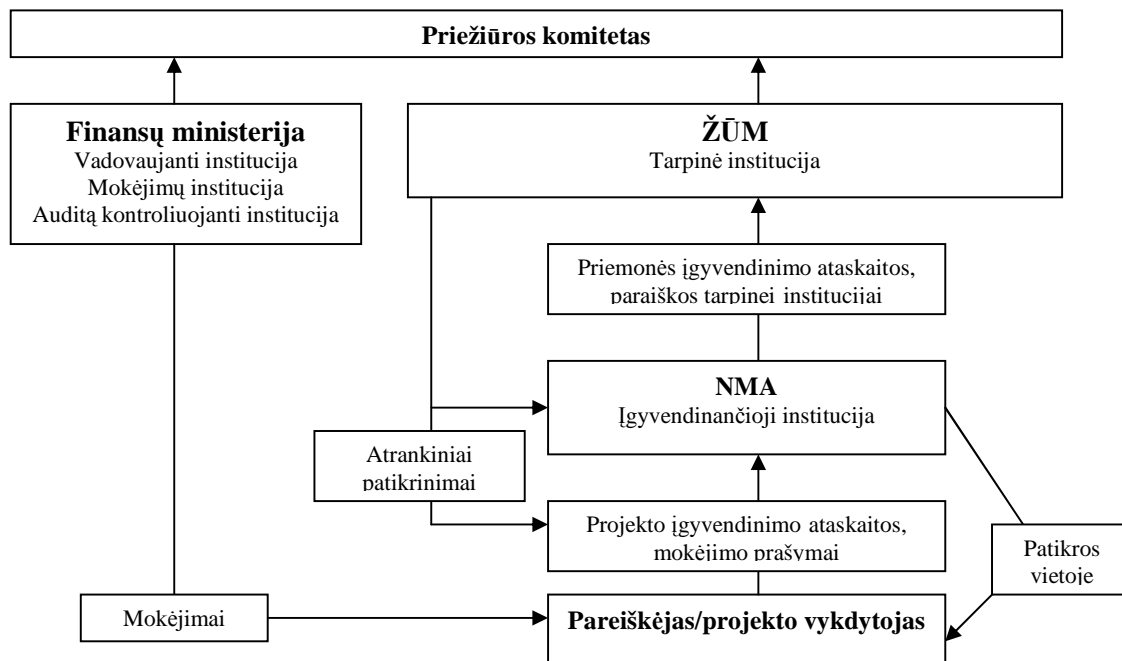 Priežiūros komitetas
Finansų ministerija
Vadovaujanti institucija
Mokėjimų institucija
Auditą kontroliuojanti institucija
ŽŪM
Tarpinė institucija
Priemonės įgyvendinimo ataskaitos,
paraiškos tarpinei institucijai
NMA
Įgyvendinančioji institucija
Atrankiniai
patikrinimai
Projekto įgyvendinimo ataskaitos,
mokėjimo prašymai
Patikros
vietoje
Mokėjimai
Pareiškėjas/projekto vykdytojas